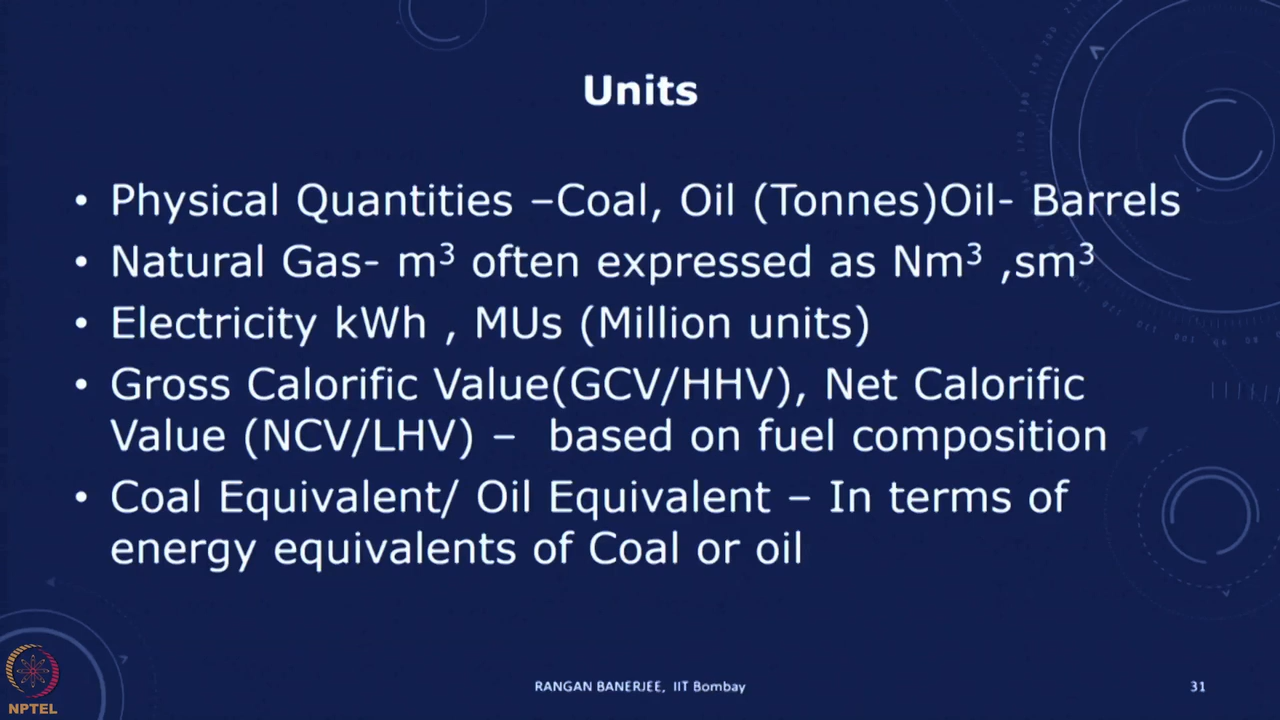 Units
• Physical Quantities –Coal, Oil (Tonnes)Oil- Barrels
• Natural Gas- m³ often expressed as Nm³ ,sm³
• Electricity kWh , MUs (Million units)
• Gross Calorific Value(GCV/HHV), Net Calorific
Value (NCV/LHV) – based on fuel composition
• Coal Equivalent/ Oil Equivalent – In terms of
energy equivalents of Coal or oil
RANGAN BANERJEE, IIT Bombay
31
NPTEL